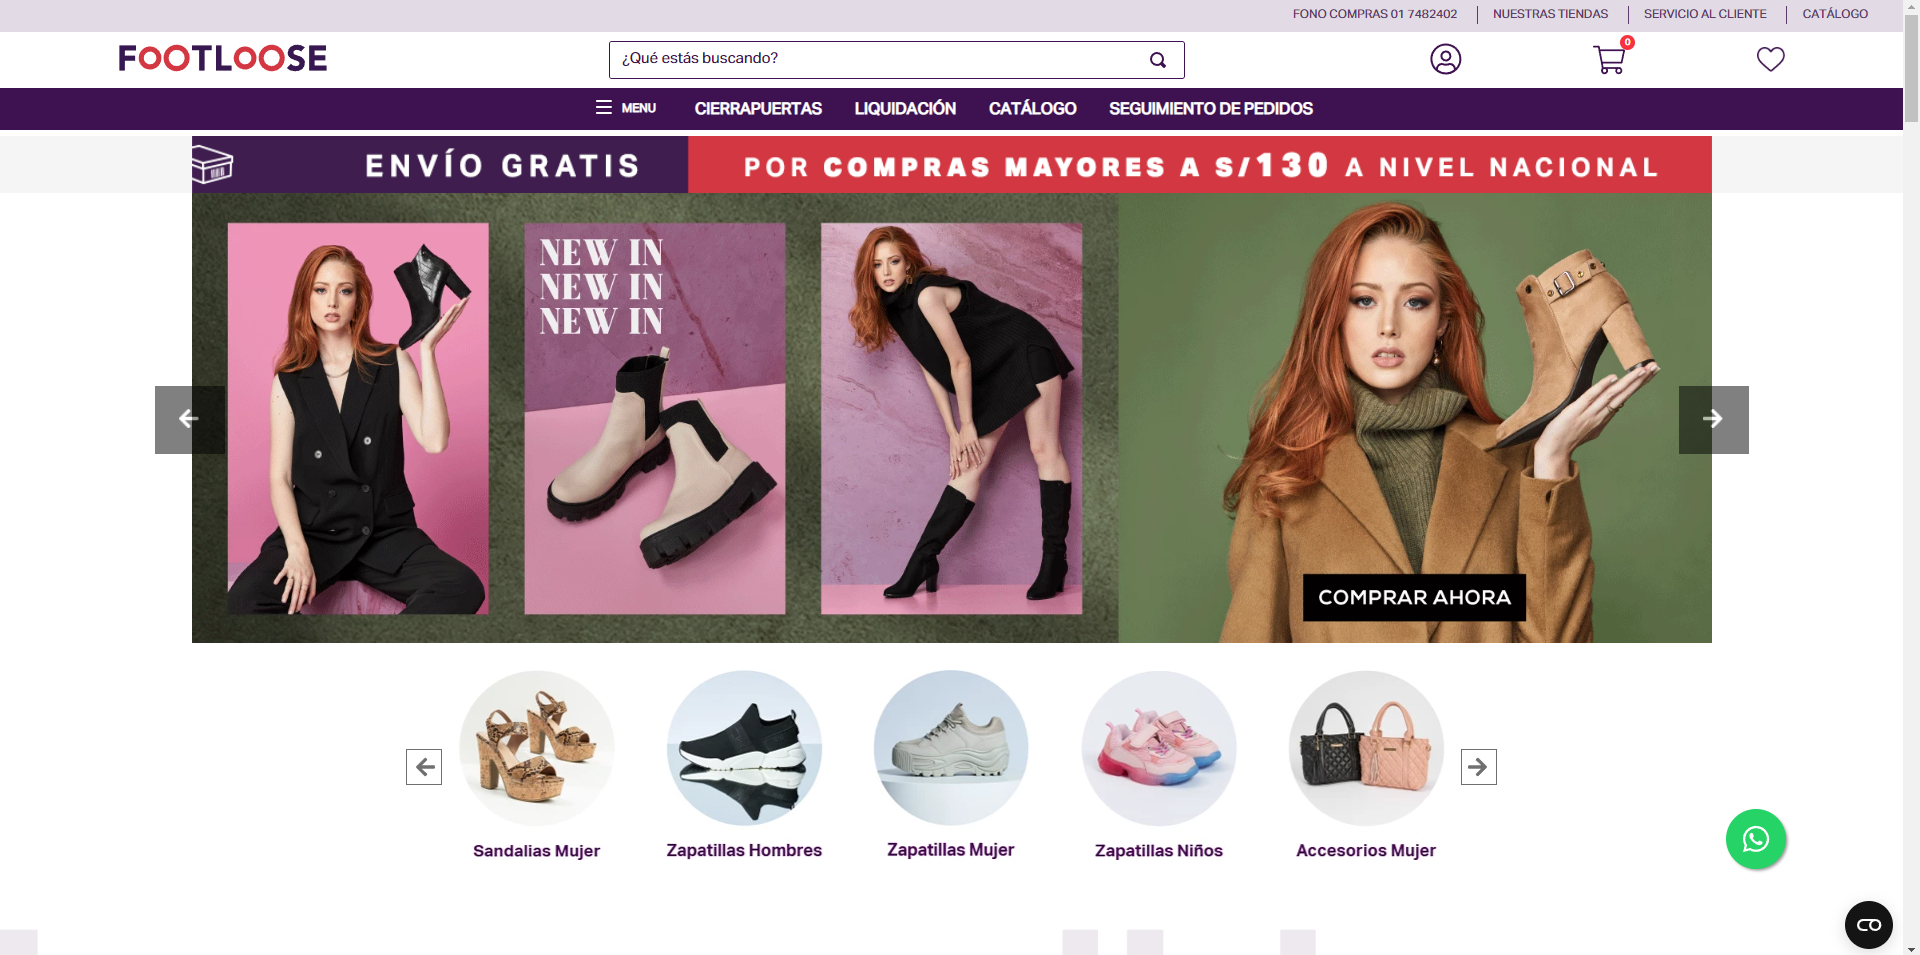 FONO COMPRAS 01 7482402
NUESTRAS TIENDAS
SERVICIO AL CLIENTE
CATÁLOGO
FOOTLOOSE
¿Qué estás buscando?
0
MENU
CIERRAPUERTAS
LIQUIDACIÓN
CATÁLOGO
SEGUIMIENTO DE PEDIDOS
ENVÍO GRATIS
POR COMPRAS MAYORES A S/130 A NIVEL NACIONAL
NEW IN
NEW IN
NEW IN
COMPRAR AHORA
Sandalias Mujer
Zapatillas Hombres
Zapatillas Mujer
Zapatillas Niños
Accesorios Mujer